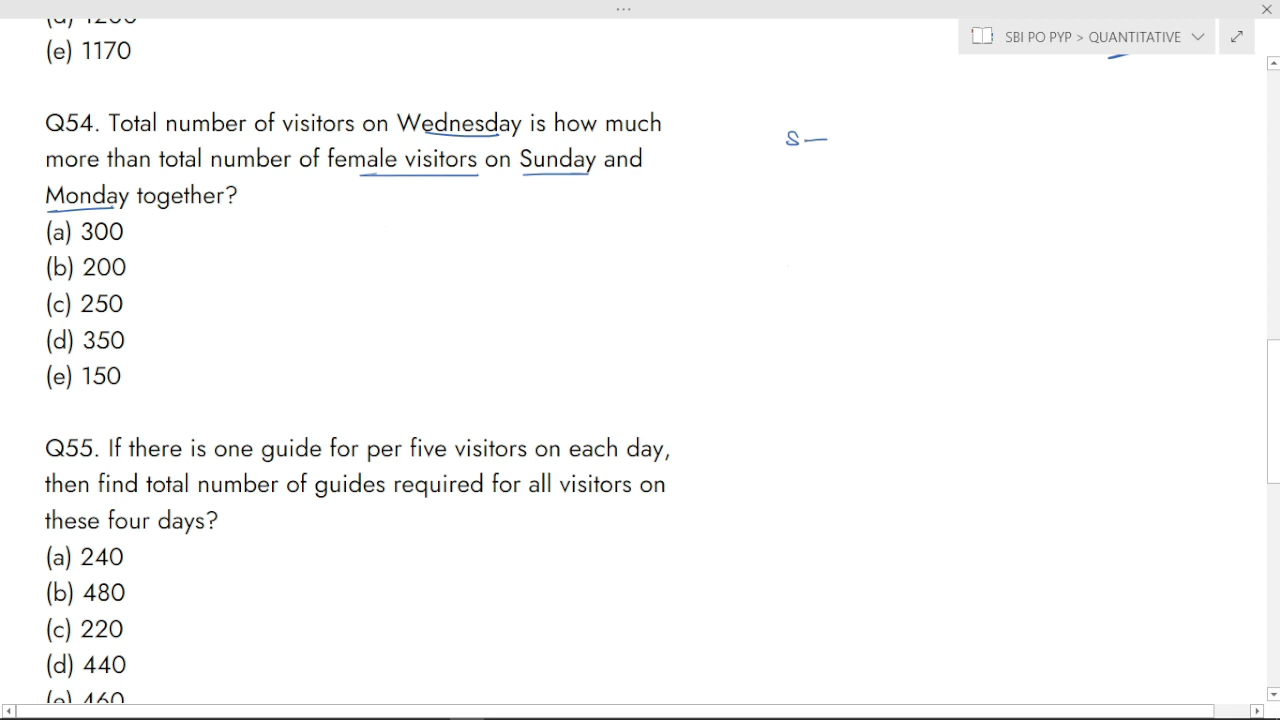 (e) 1170
SBI PO PYP > QUANTITATIVE
Q54. Total number of visitors on Wednesday is how much
more than total number of female visitors on Sunday and
Monday together?
S—
(a) 300
(b) 200
(c) 250
(d) 350
(e) 150
Q55. If there is one guide for per five visitors on each day,
then find total number of guides required for all visitors on
these four days?
(a) 240
(b) 480
(c) 220
(d) 440
(e) 460